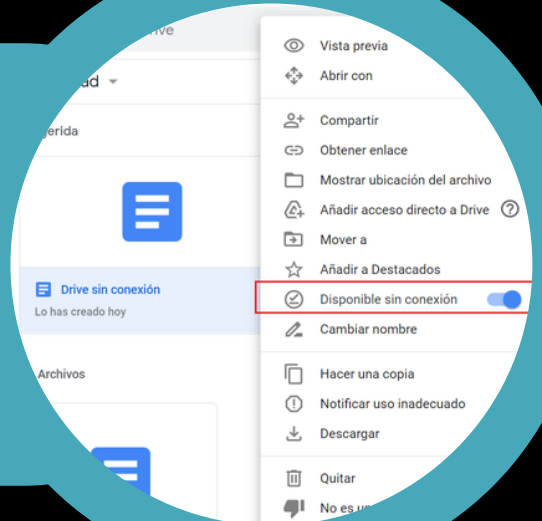 Vista previa
Abrir con
Compartir
Obtener enlace
Mostrar ubicación del archivo
Añadir acceso directo a Drive
Mover a
Añadir a Destacados
Drive sin conexión
Disponible sin conexión
Lo has creado hoy
Cambiar nombre
Archivos
Hacer una copia
Notificar uso inadecuado
Descargar
Quitar
No es